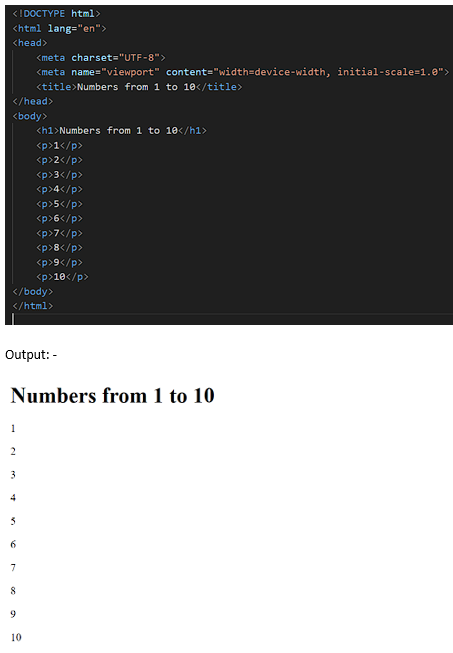 <!DOCTYPE html>
<html lang="en">
<head>
    <meta charset="UTF-8">
    <meta name="viewport" content="width=device-width, initial-scale=1.0">
    <title>Numbers from 1 to 10</title>
</head>
<body>
    <h1>Numbers from 1 to 10</h1>
    <p>1</p>
    <p>2</p>
    <p>3</p>
    <p>4</p>
    <p>5</p>
    <p>6</p>
    <p>7</p>
    <p>8</p>
    <p>9</p>
    <p>10</p>
</body>
</html>
Output: -
Numbers from 1 to 10
1
2
3
4
5
6
7
8
9
10